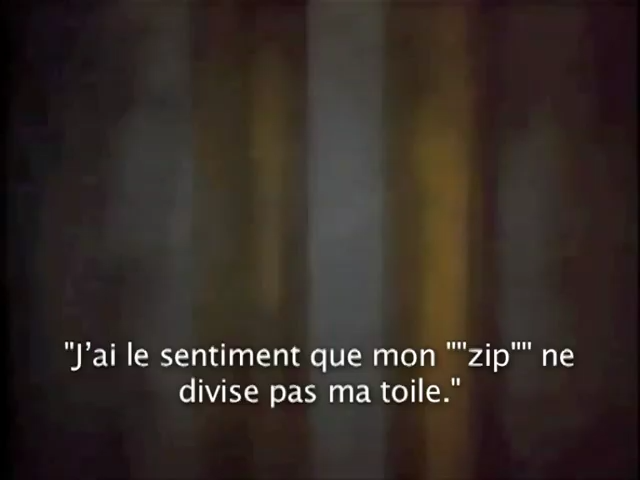 "J’ai le sentiment que mon ""zip"" ne
divise pas ma toile."